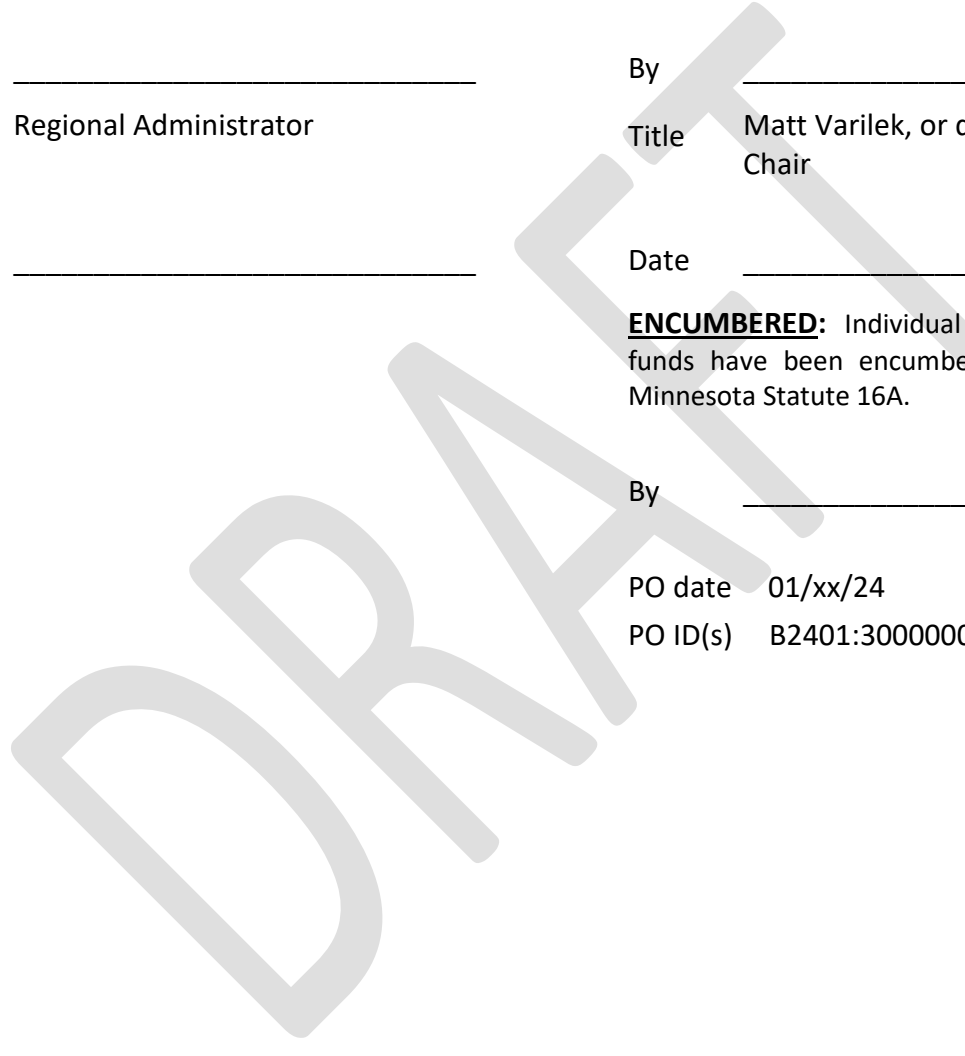 By
Regional Administrator
Title Matt Varilek, or
Chair
Date
ENCUMBERED: Individual
funds have been
Minnesota Statute 16A.
By
PO date 01/xx/24
PO ID(s) B2401:3000000
DRAFT